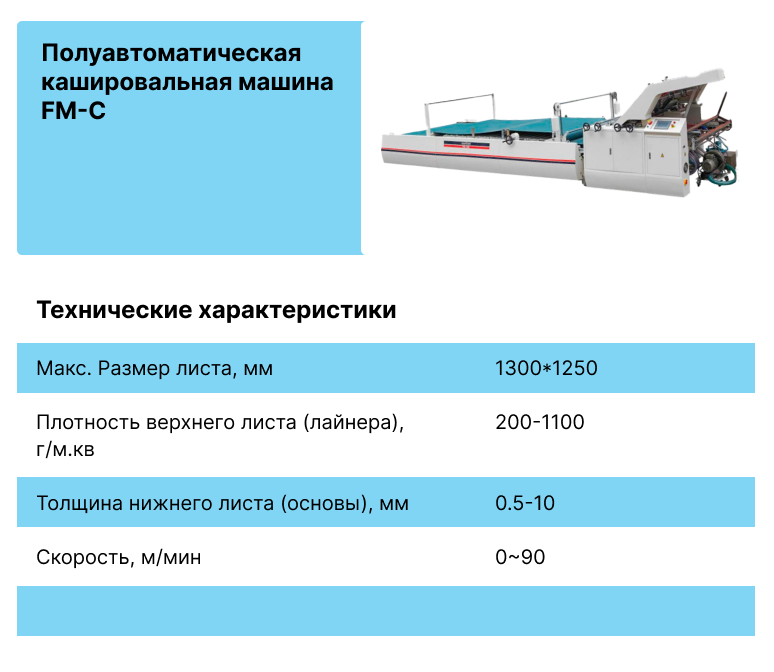 Полуавтоматическая
кашировальная машина
FM-C
Технические характеристики
Макс. Размер листа, мм 1300*1250
Плотность верхнего листа (лайнера), 200-1100
г/м.кв
Толщина нижнего листа (основы), мм 0.5-10
Скорость, м/мин 0~90